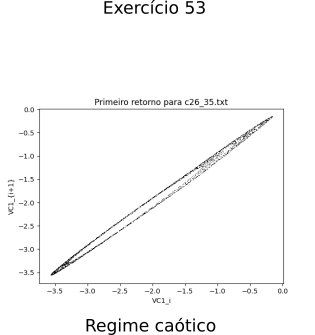 Exercício 53
Primeiro retorno para c26_35.txt
0.0
−0.5
−1.0
−1.5
−2.0
−2.5
−3.0
−3.5
VC1_{i+1}
−3.5 −3.0 −2.5 −2.0 −1.5 −1.0 −0.5 0.0
VC1_i
Regime caótico